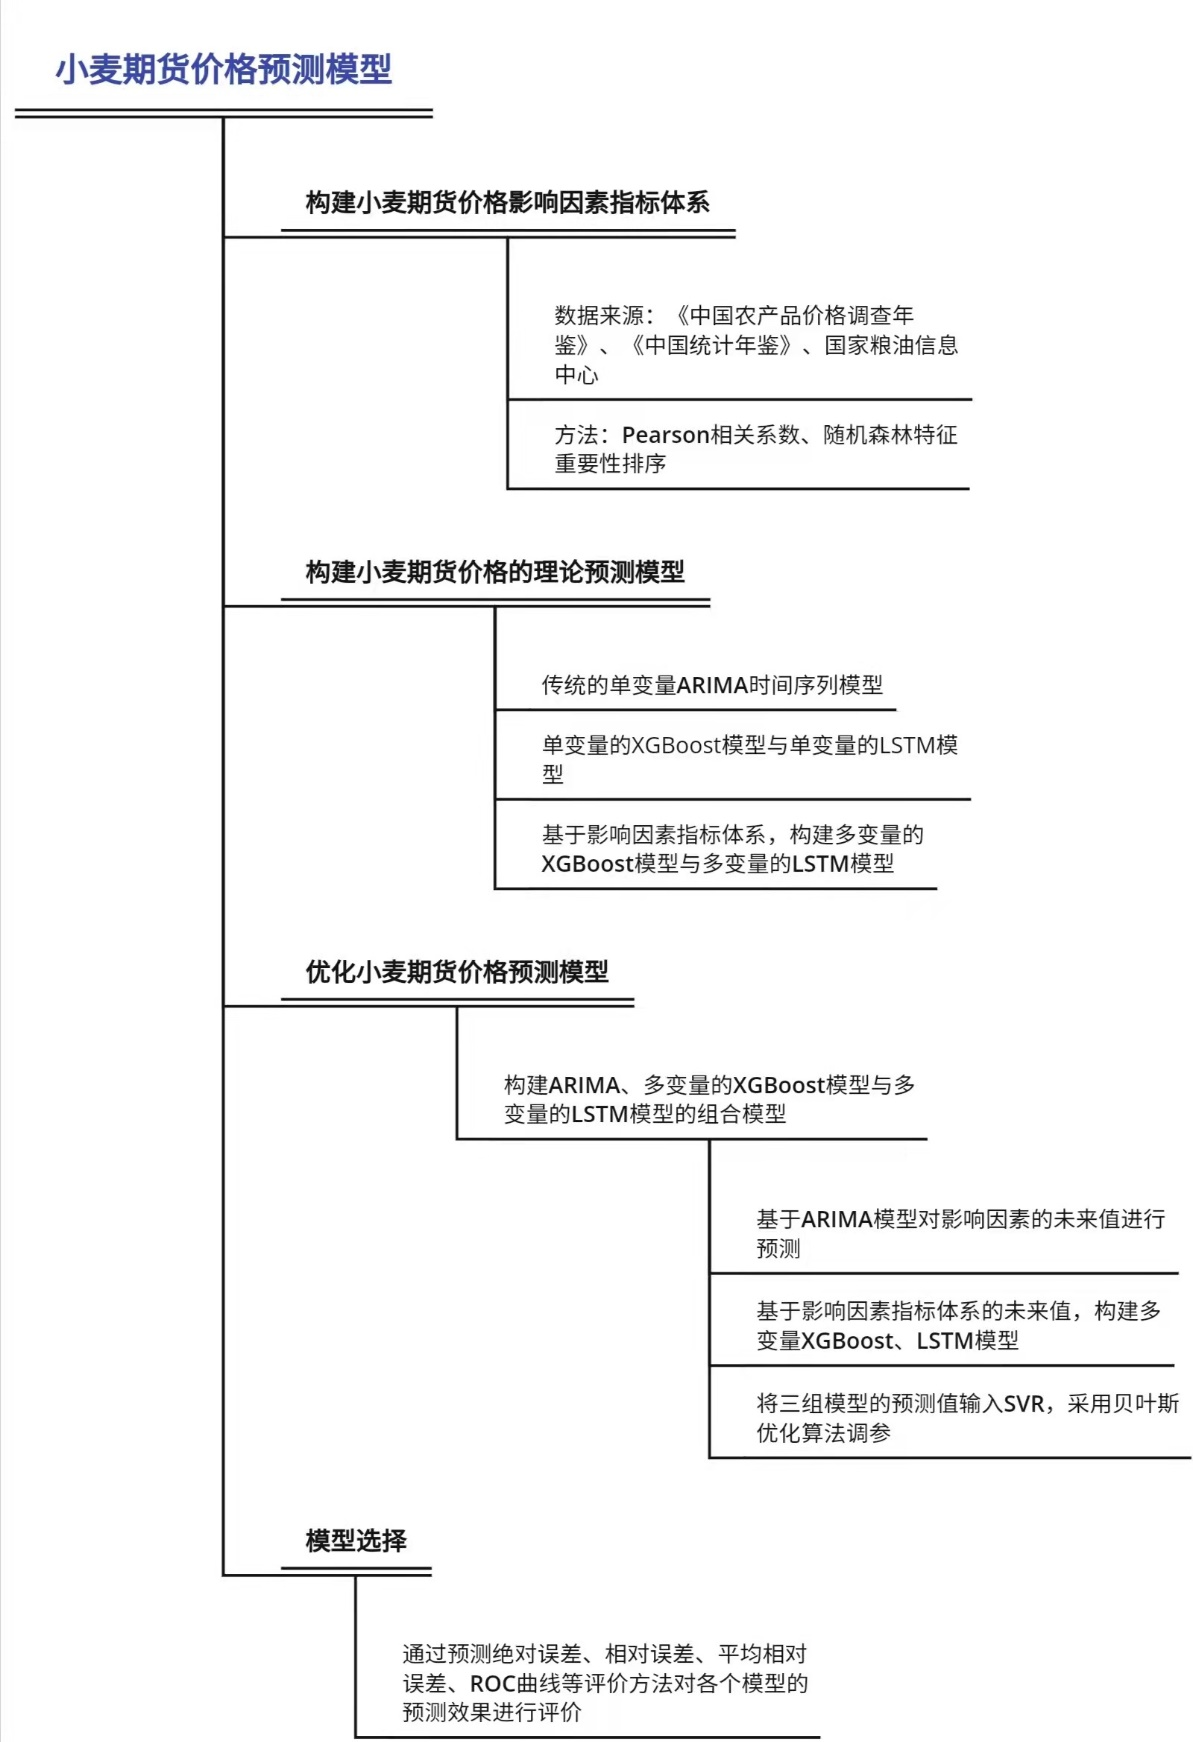 小麦期货价格预测模型
构建小麦期货价格影响因素指标体系
数据来源：《中国农产品价格调查年
鉴》、《中国统计年鉴》、国家粮油信息
中心
方法：Pearson相关系数、随机森林特征
重要性排序
构建小麦期货价格的理论预测模型
传统的单变量ARIMA时间序列模型
单变量的XGBoost模型与单变量的LSTM模
型
基于影响因素指标体系，构建多变量的
XGBoost模型与多变量的LSTM模型
优化小麦期货价格预测模型
构建ARIMA、多变量的XGBoost模型与多
变量的LSTM模型的组合模型
基于ARIMA模型对影响因素的未来值进行
预测
基于影响因素指标体系的未来值，构建多
变量XGBoost、LSTM模型
将三组模型的预测值输入SVR，采用贝叶斯
优化算法调参
模型选择
通过预测绝对误差、相对误差、平均相对
误差、ROC曲线等评价方法对各个模型的
预测效果进行评价